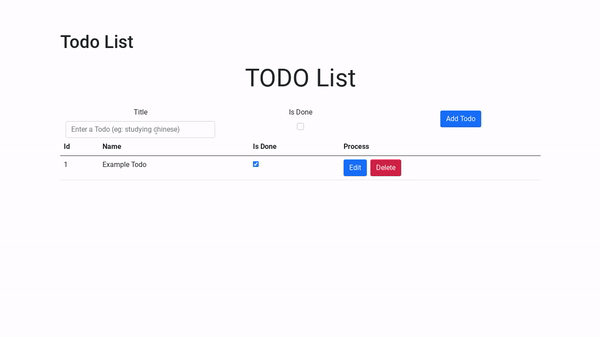 Todo List
TODO List
Title Is Done Add Todo
Enter a Todo (eg: studying chinese)
Id Name Is Done Process
1 Example Todo Edit Delete